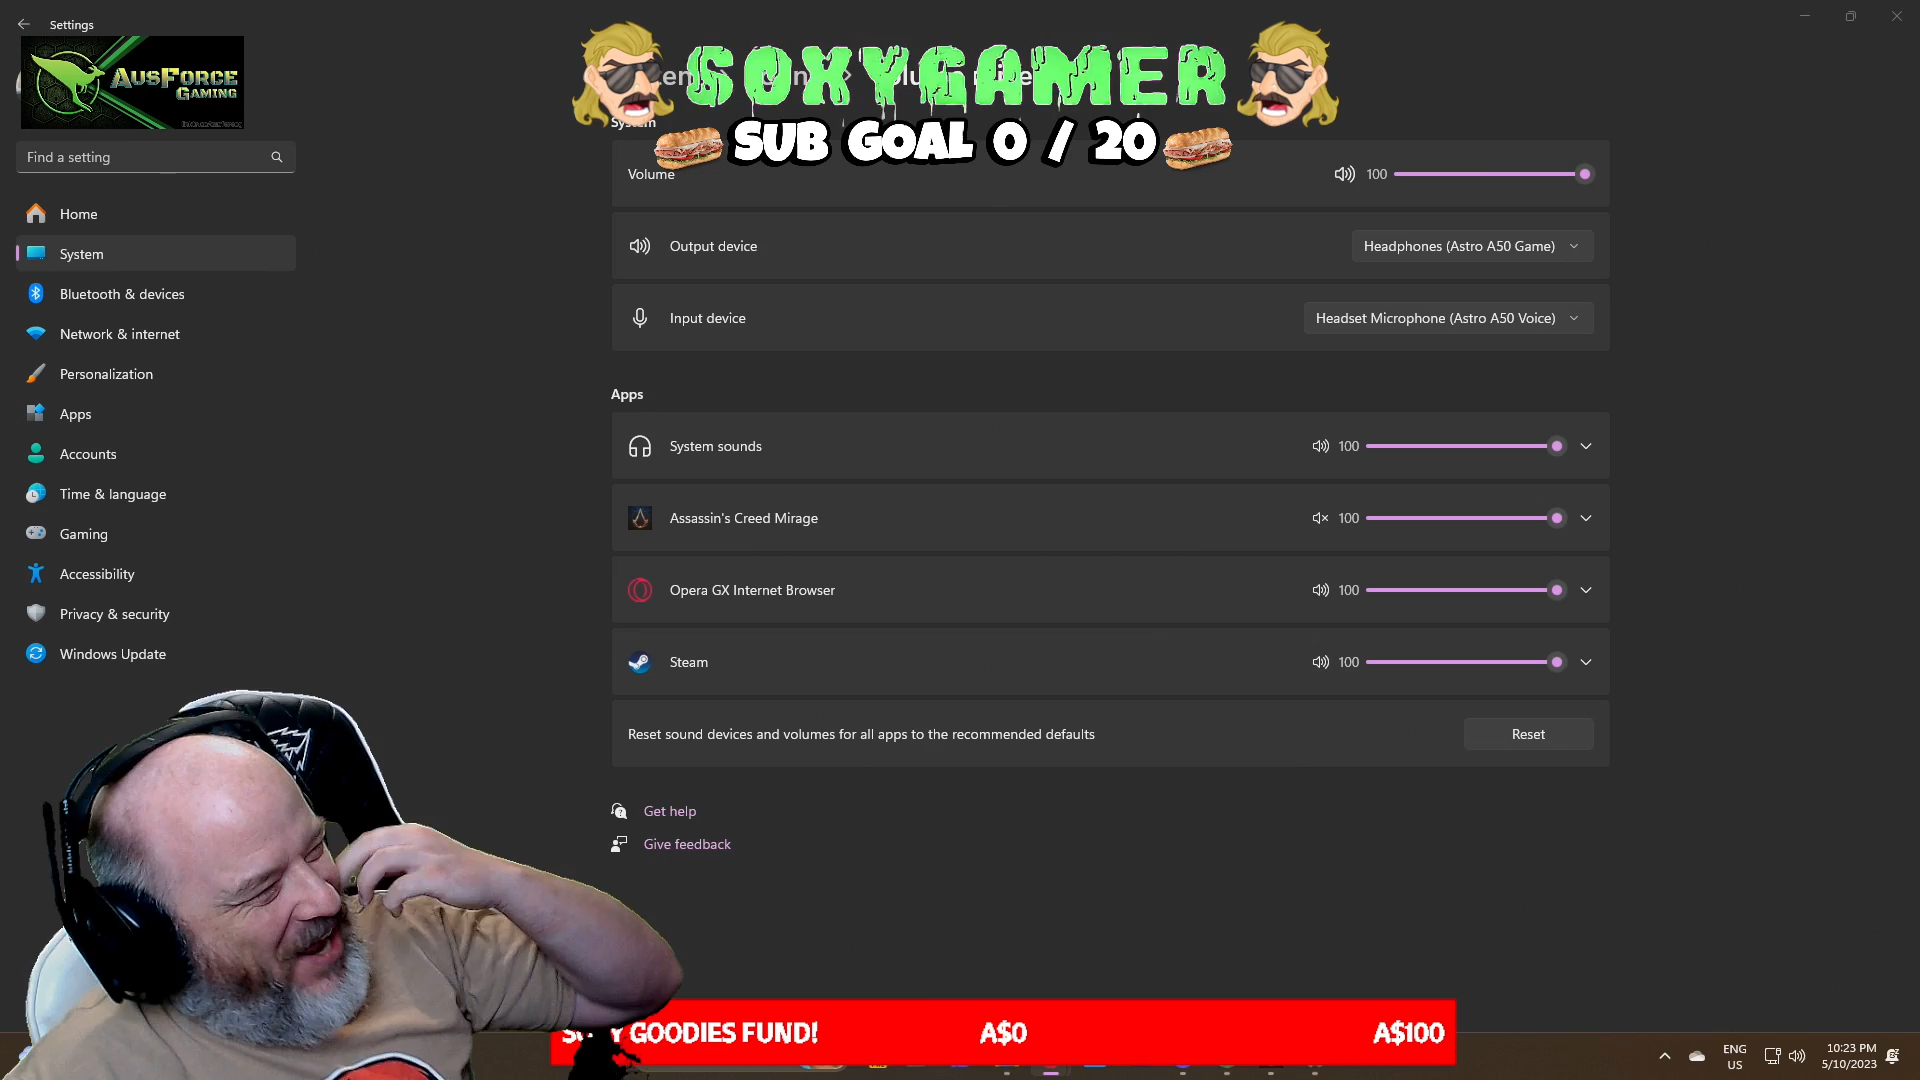 Settings
AUSFORCE
GAMING
SOXYGAMER
System
SUB GOAL 0 / 20
Find a setting
Home
System
Bluetooth & devices
Network & internet
Personalization
Apps
Accounts
Time & language
Gaming
Accessibility
Privacy & security
Windows Update
Volume
100
Output device
Headphones (Astro A50 Game)
Input device
Headset Microphone (Astro A50 Voice)
Apps
System sounds
100
Assassin's Creed Mirage
100
Opera GX Internet Browser
100
Steam
100
Reset sound devices and volumes for all apps to the recommended defaults
Reset
Get help
Give feedback
GOODIES FUND!
A$0
A$100
ENG
US
10:23 PM
5/10/2023